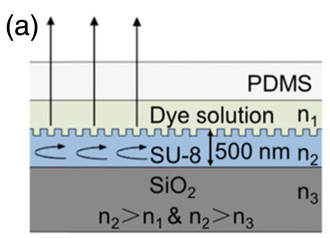 (a)
PDMS
Dye solution n₁
SU-8 500 nm n₂
SiO₂
n₃
n₂>n₁ & n₂>n₃